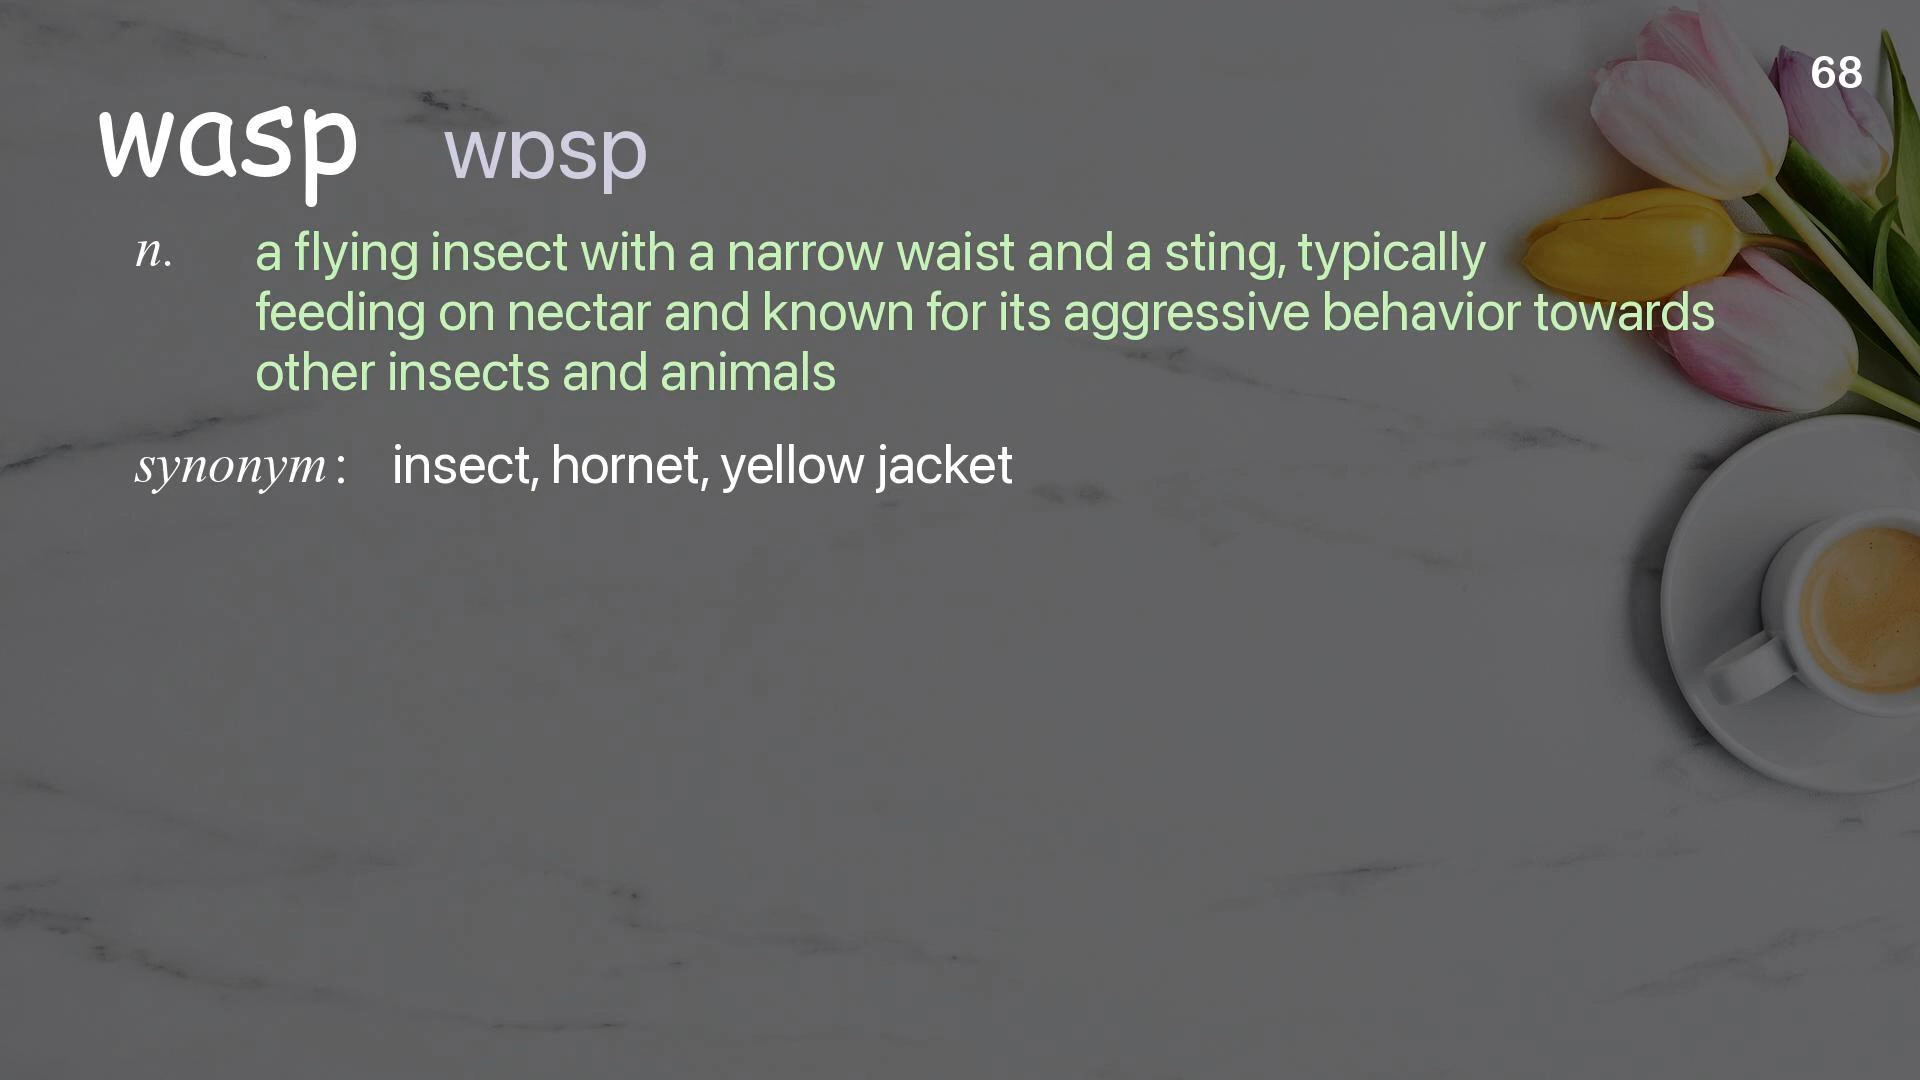 68
wasp wɒsp
n. a flying insect with a narrow waist and a sting, typically
feeding on nectar and known for its aggressive behavior towards
other insects and animals
synonym : insect, hornet, yellow jacket